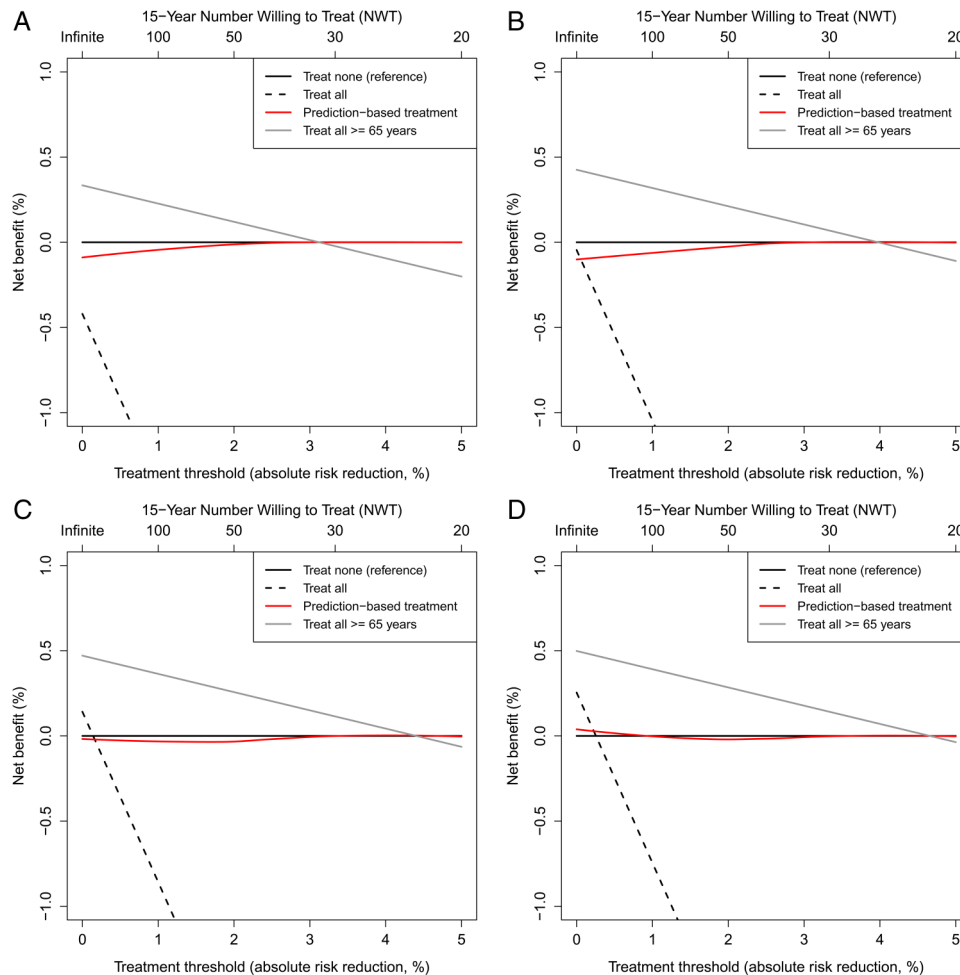 A
15−Year Number Willing to Treat (NWT)
Infinite 100 50 30 20
Treat none (reference)
Treat all
Prediction−based treatment
Treat all >= 65 years
Net benefit (%)
1.0
0.5
0.0
−0.5
−1.0
0 1 2 3 4 5
Treatment threshold (absolute risk reduction, %)
B
15−Year Number Willing to Treat (NWT)
Infinite 100 50 30 20
Treat none (reference)
Treat all
Prediction−based treatment
Treat all >= 65 years
Net benefit (%)
1.0
0.5
0.0
−0.5
−1.0
0 1 2 3 4 5
Treatment threshold (absolute risk reduction, %)
C
15−Year Number Willing to Treat (NWT)
Infinite 100 50 30 20
Treat none (reference)
Treat all
Prediction−based treatment
Treat all >= 65 years
Net benefit (%)
1.0
0.5
0.0
−0.5
−1.0
0 1 2 3 4 5
Treatment threshold (absolute risk reduction, %)
D
15−Year Number Willing to Treat (NWT)
Infinite 100 50 30 20
Treat none (reference)
Treat all
Prediction−based treatment
Treat all >= 65 years
Net benefit (%)
1.0
0.5
0.0
−0.5
−1.0
0 1 2 3 4 5
Treatment threshold (absolute risk reduction, %)